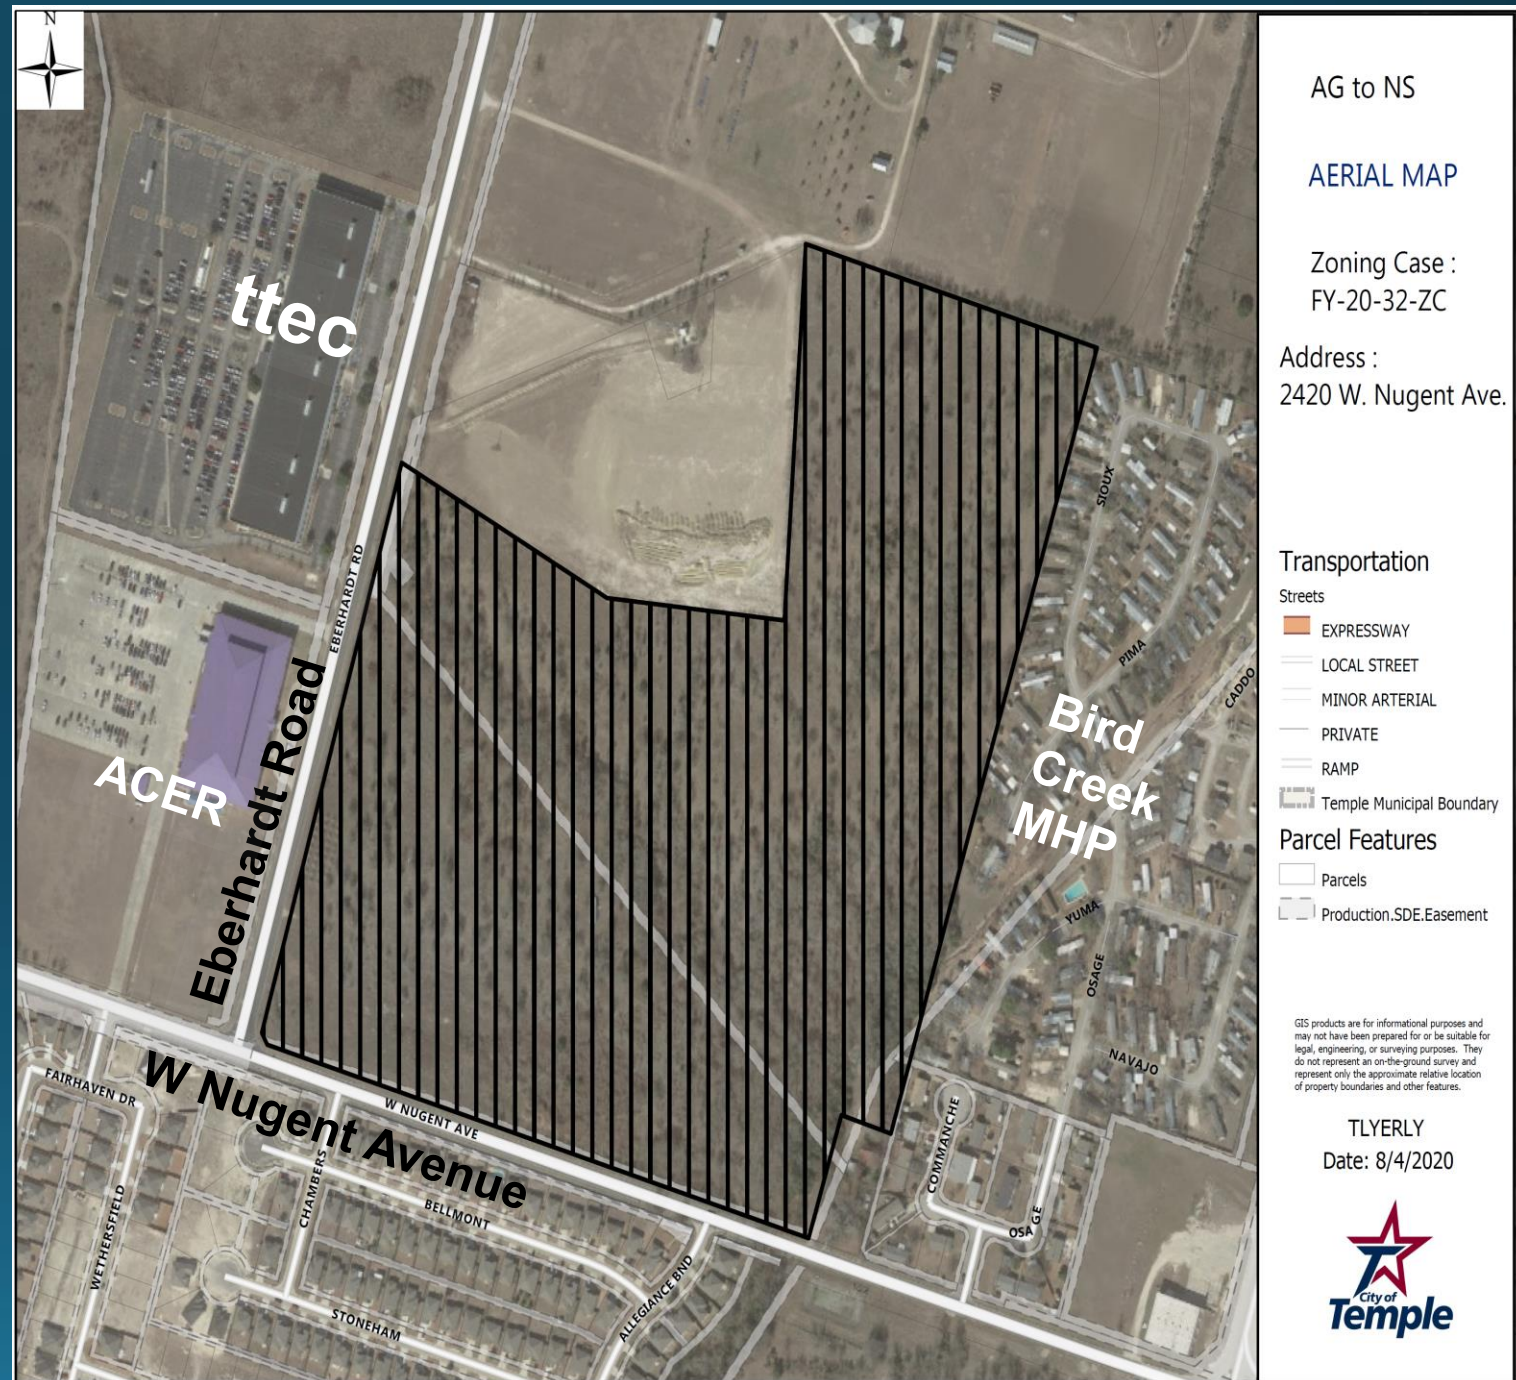 N
AG to NS
AERIAL MAP
Zoning Case :
FY-20-32-ZC
Address :
2420 W. Nugent Ave.
Transportation
Streets
EXPRESSWAY
LOCAL STREET
MINOR ARTERIAL
PRIVATE
RAMP
Temple Municipal Boundary
Parcel Features
Parcels
Production.SDE.Easement
GIS products are for informational purposes and
may not have been prepared for or be suitable for
legal, engineering, or surveying purposes. They
do not represent an on-the-ground survey and
represent only the approximate relative location
of property boundaries and other features.
TLYERLY
Date: 8/4/2020
City of
Temple
ttec
EBERHARDT RD
Eberhardt Road
ACER
SIOUX
PIMA
CADDO
Bird
Creek
MHP
YUMA
OSAGE
NAVAJO
COMMANCHE
OSAGE
W NUGENT AVE
W Nugent Avenue
FAIRHAVEN DR
WETHERSFIELD
CHAMBERS
BELLMONT
STONEHAM
ALLEGIANCE BND